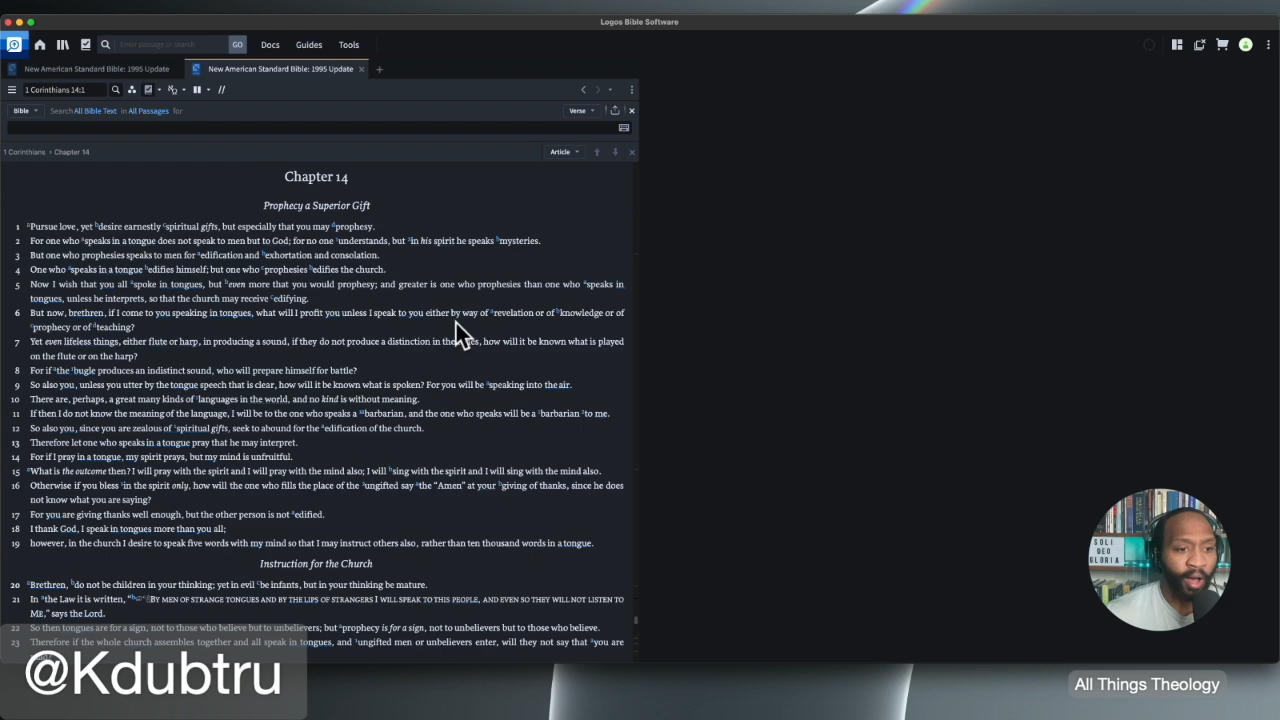 Logos Bible Software
Enter passage or search GO Docs Guides Tools
New American Standard Bible: 1995 Update New American Standard Bible: 1995 Update
1 Corinthians 14:1
Bible Search All Bible Text in All Passages for Verse
1 Corinthians › Chapter 14 Article
Chapter 14
Prophecy a Superior Gift
1 Pursue love, yet desire earnestly spiritual gifts, but especially that you may prophesy.
2 For one who speaks in a tongue does not speak to men but to God; for no one understands, but in his spirit he speaks mysteries.
3 But one who prophesies speaks to men for edification and exhortation and consolation.
4 One who speaks in a tongue edifies himself; but one who prophesies edifies the church.
5 Now I wish that you all spoke in tongues, but even more that you would prophesy; and greater is one who prophesies than one who speaks in
tongues, unless he interprets, so that the church may receive edifying.
6 But now, brethren, if I come to you speaking in tongues, what will I profit you unless I speak to you either by way of revelation or of knowledge or of
prophecy or of teaching?
7 Yet even lifeless things, either flute or harp, in producing a sound, if they do not produce a distinction in the how will it be known what is played
on the flute or on the harp?
8 For if the bugle produces an indistinct sound, who will prepare himself for battle?
9 So also you, unless you utter by the tongue speech that is clear, how will it be known what is spoken? For you will be speaking into the air.
10 There are, perhaps, a great many kinds of languages in the world, and no kind is without meaning.
11 If then I do not know the meaning of the language, I will be to the one who speaks a barbarian, and the one who speaks will be a barbarian to me.
12 So also you, since you are zealous of spiritual gifts, seek to abound for the edification of the church.
13 Therefore let one who speaks in a tongue pray that he may interpret.
14 For if I pray in a tongue, my spirit prays, but my mind is unfruitful.
15 What is the outcome then? I will pray with the spirit and I will pray with the mind also; I will sing with the spirit and I will sing with the mind also.
16 Otherwise if you bless in the spirit only, how will the one who fills the place of the ungifted say the “Amen” at your giving of thanks, since he does
not know what you are saying?
17 For you are giving thanks well enough, but the other person is not edified.
18 I thank God, I speak in tongues more than you all;
19 however, in the church I desire to speak five words with my mind so that I may instruct others also, rather than ten thousand words in a tongue.
Instruction for the Church
20 Brethren, do not be children in your thinking; yet in evil be infants, but in your thinking be mature.
21 In the Law it is written, “BY MEN OF STRANGE TONGUES AND BY THE LIPS OF STRANGERS I WILL SPEAK TO THIS PEOPLE, AND EVEN SO THEY WILL NOT LISTEN TO
ME,” says the Lord.
22 So then tongues are for a sign, not to those who believe but to unbelievers; but prophecy is for a sign, not to unbelievers but to those who believe.
23 Therefore if the whole church assembles together and all speak in tongues, and ungifted men or unbelievers enter, will they not say that you are
@Kdubtru
SOLI
DEO
GLORIA
All Things Theology